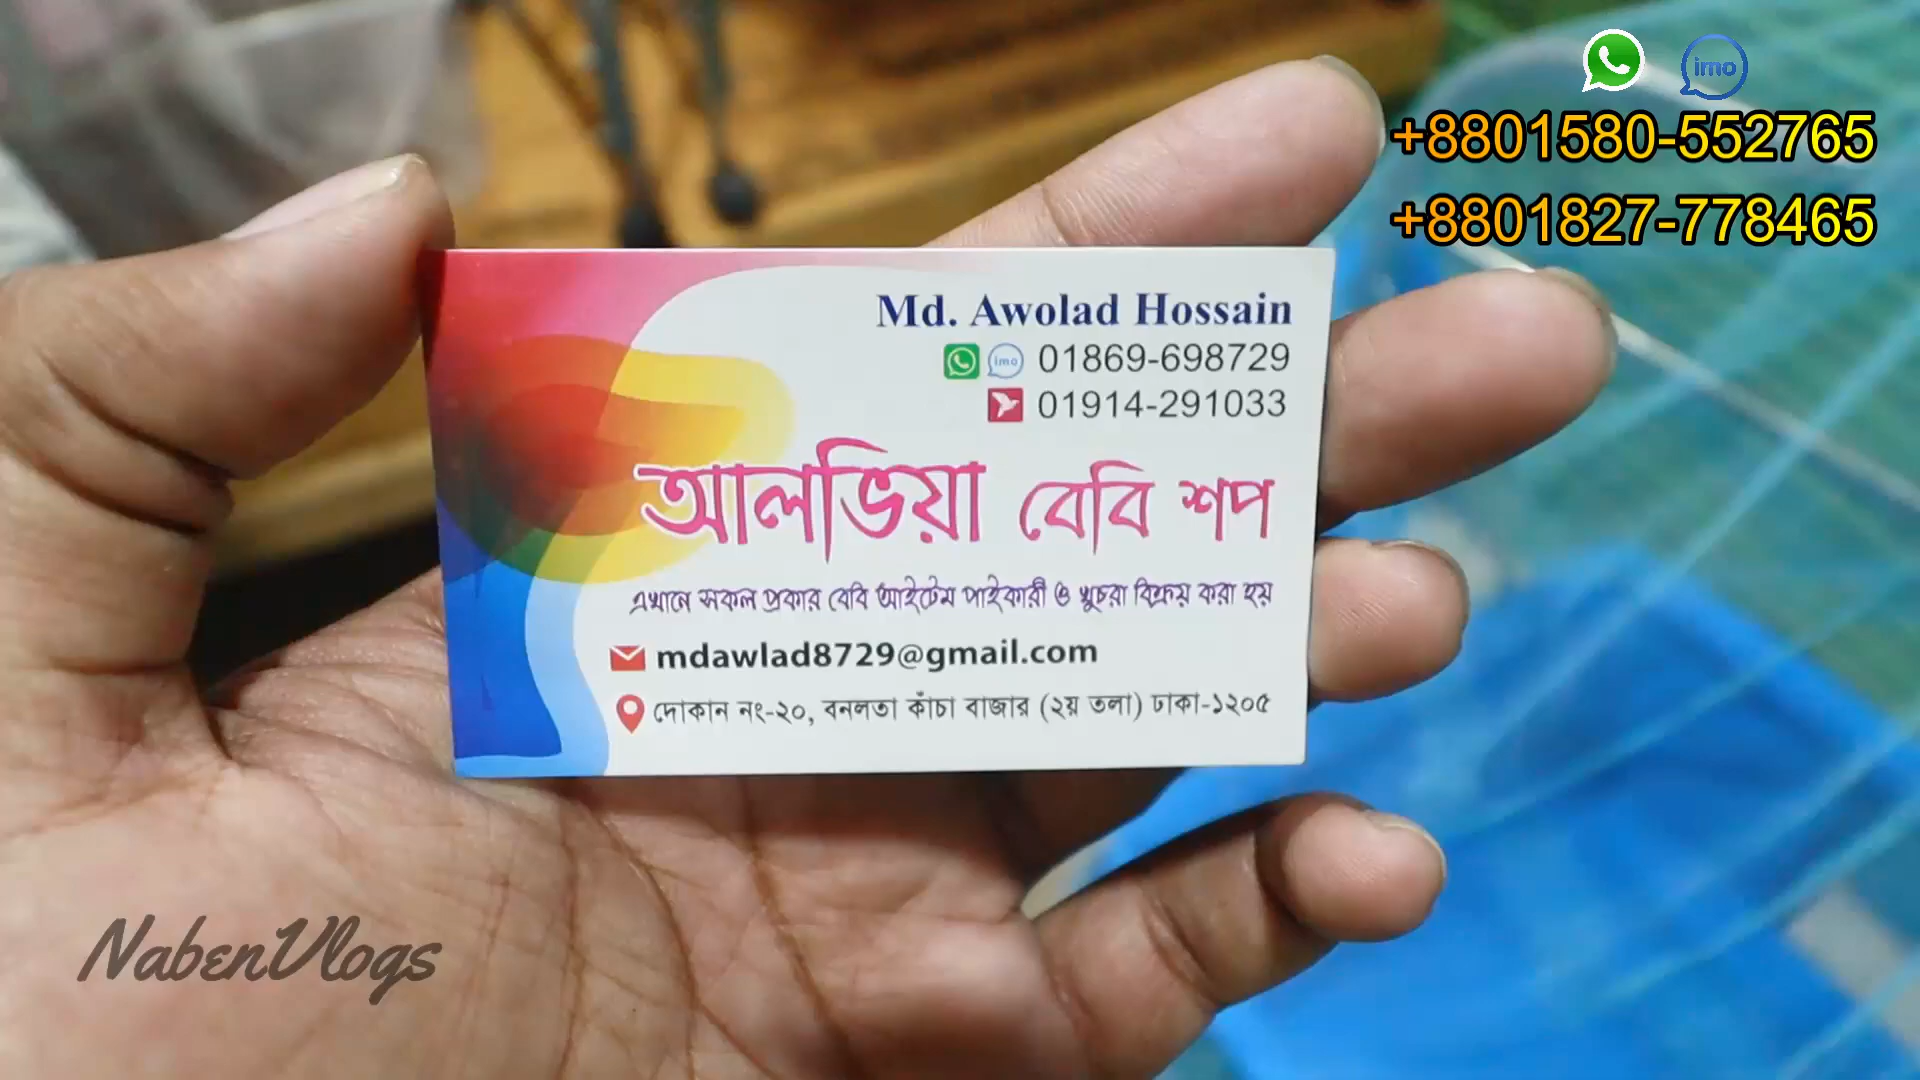 imo
+8801580-552765
+8801827-778465
Md. Awolad Hossain
imo 01869-698729
01914-291033
আলভিয়া বেবি শপ
এখানে সকল প্রকার বেবি আইটেম পাইকারী ও খুচরা বিক্রয় করা হয়
mdawlad8729@gmail.com
দোকান নং-২০, বনলতা কাঁচা বাজার (২য় তলা) ঢাকা-১২০৫
NabenVlogs